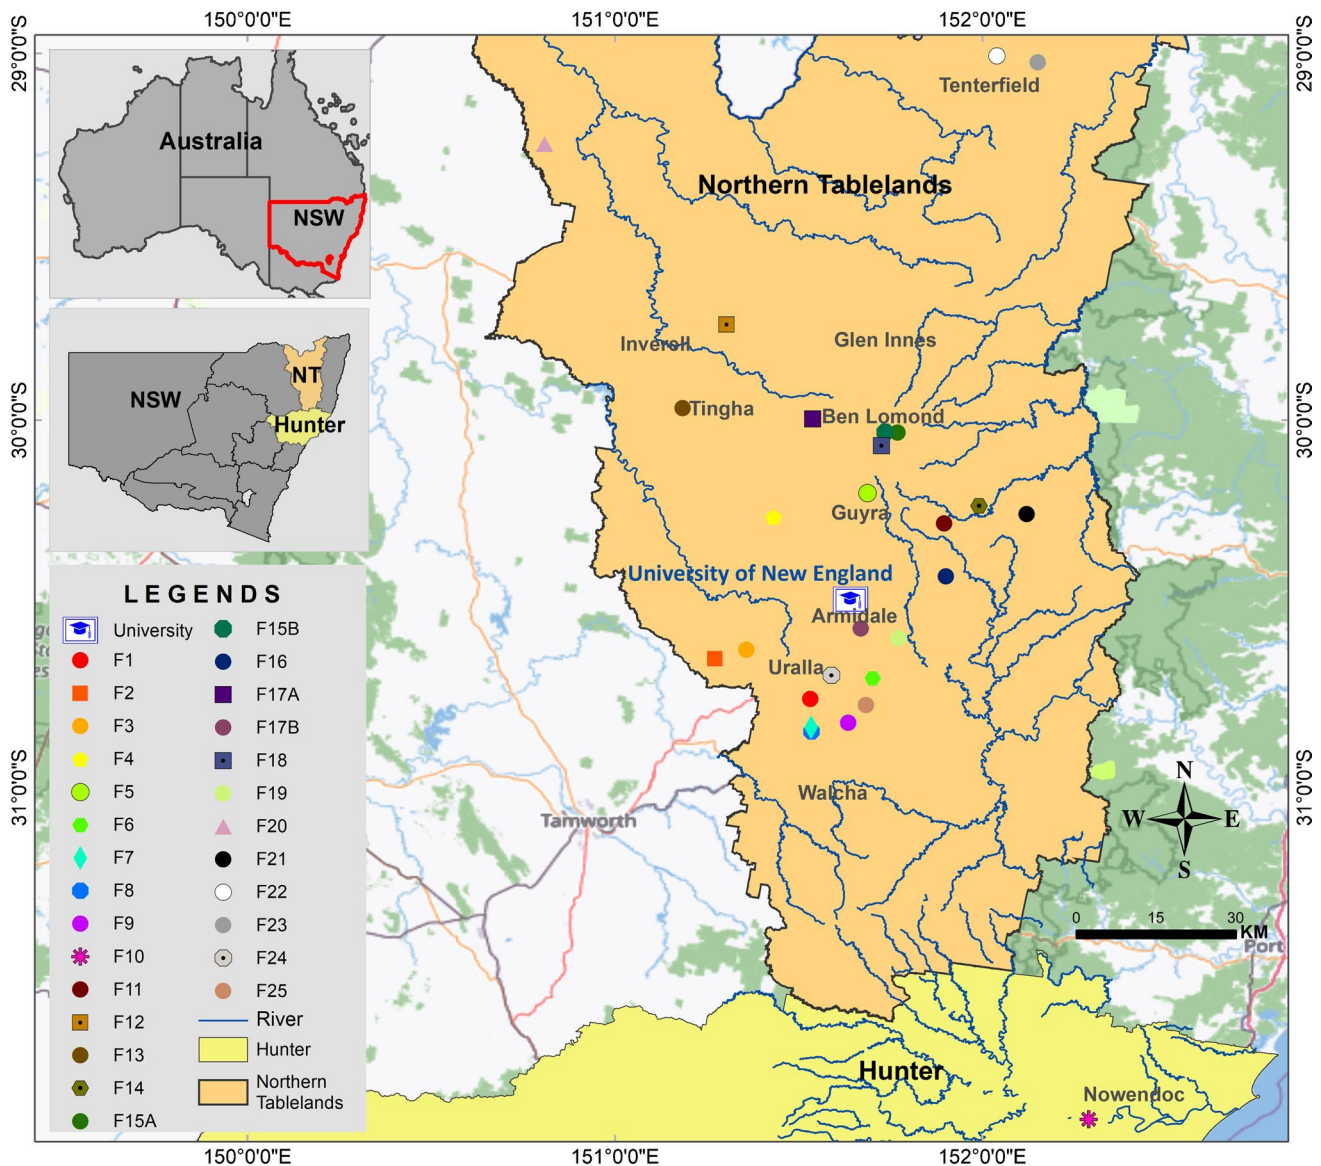 150°0'0"E
151°0'0"E
152°0'0"E
29°0'0"S
29°0'0"S
Australia
NSW
Tenterfield
Northern Tablelands
NSW
NT
Hunter
Inverell
Glen Innes
Tingha
Ben Lomond
30°0'0"S
30°0'0"S
Guyra
University of New England
Armidale
Uralla
LEGENDS
University
F1
F2
F3
F4
F5
F6
F7
F8
F9
F10
F11
F12
F13
F14
F15A
F15B
F16
F17A
F17B
F18
F19
F20
F21
F22
F23
F24
F25
River
Hunter
Northern
Tablelands
31°0'0"S
31°0'0"S
Walcha
Tamworth
N
W
E
S
0 15 30
KM
Port
Hunter
Nowendoc
150°0'0"E
151°0'0"E
152°0'0"E